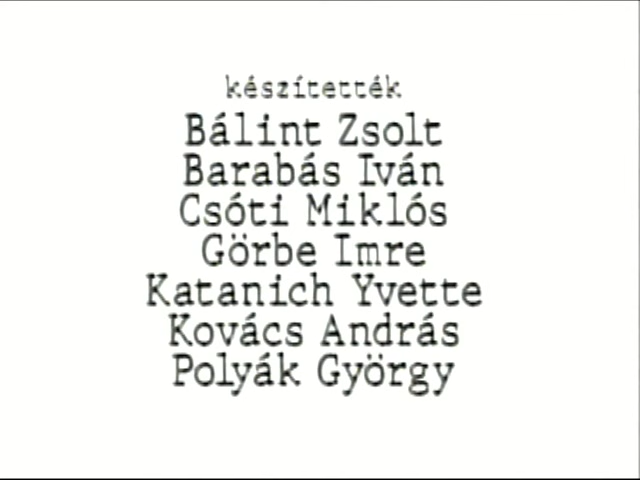 készítették
Bálint Zsolt
Barabás Iván
Csóti Miklós
Görbe Imre
Katanich Yvette
Kovács András
Polyák György